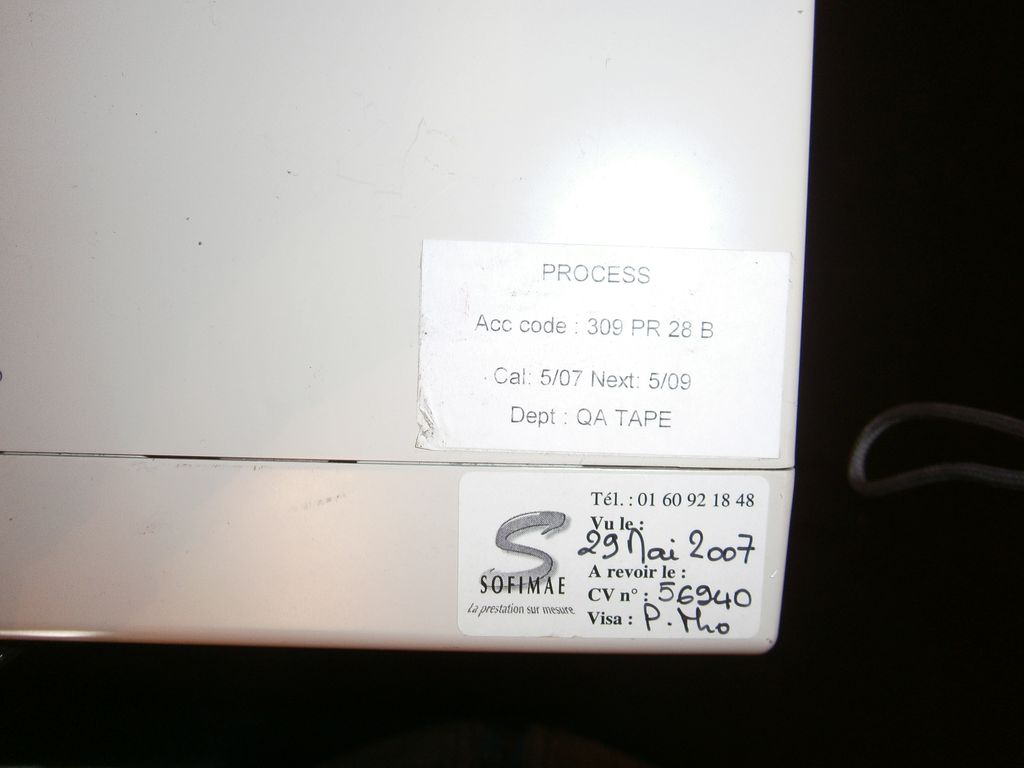 PROCESS
Acc code : 309 PR 28 B
Cal: 5/07 Next: 5/09
Dept : QA TAPE
SOFIMAE
La prestation sur mesure
Tél. : 01 60 92 18 48
Vu le :
29 Mai 2007
A revoir le :
CV n° : 56940
Visa : P. Tho